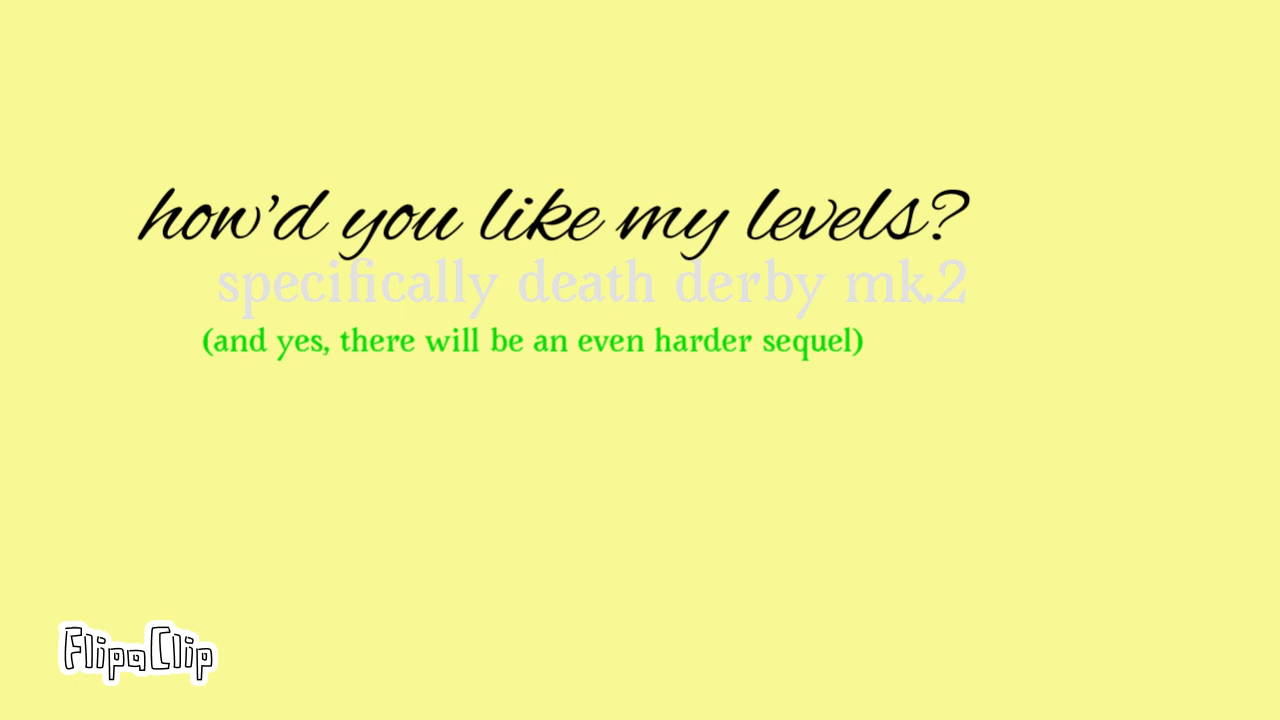 how'd you like my levels?
specifically death derby mk.2
(and yes, there will be an even harder sequel)
FlipaClip